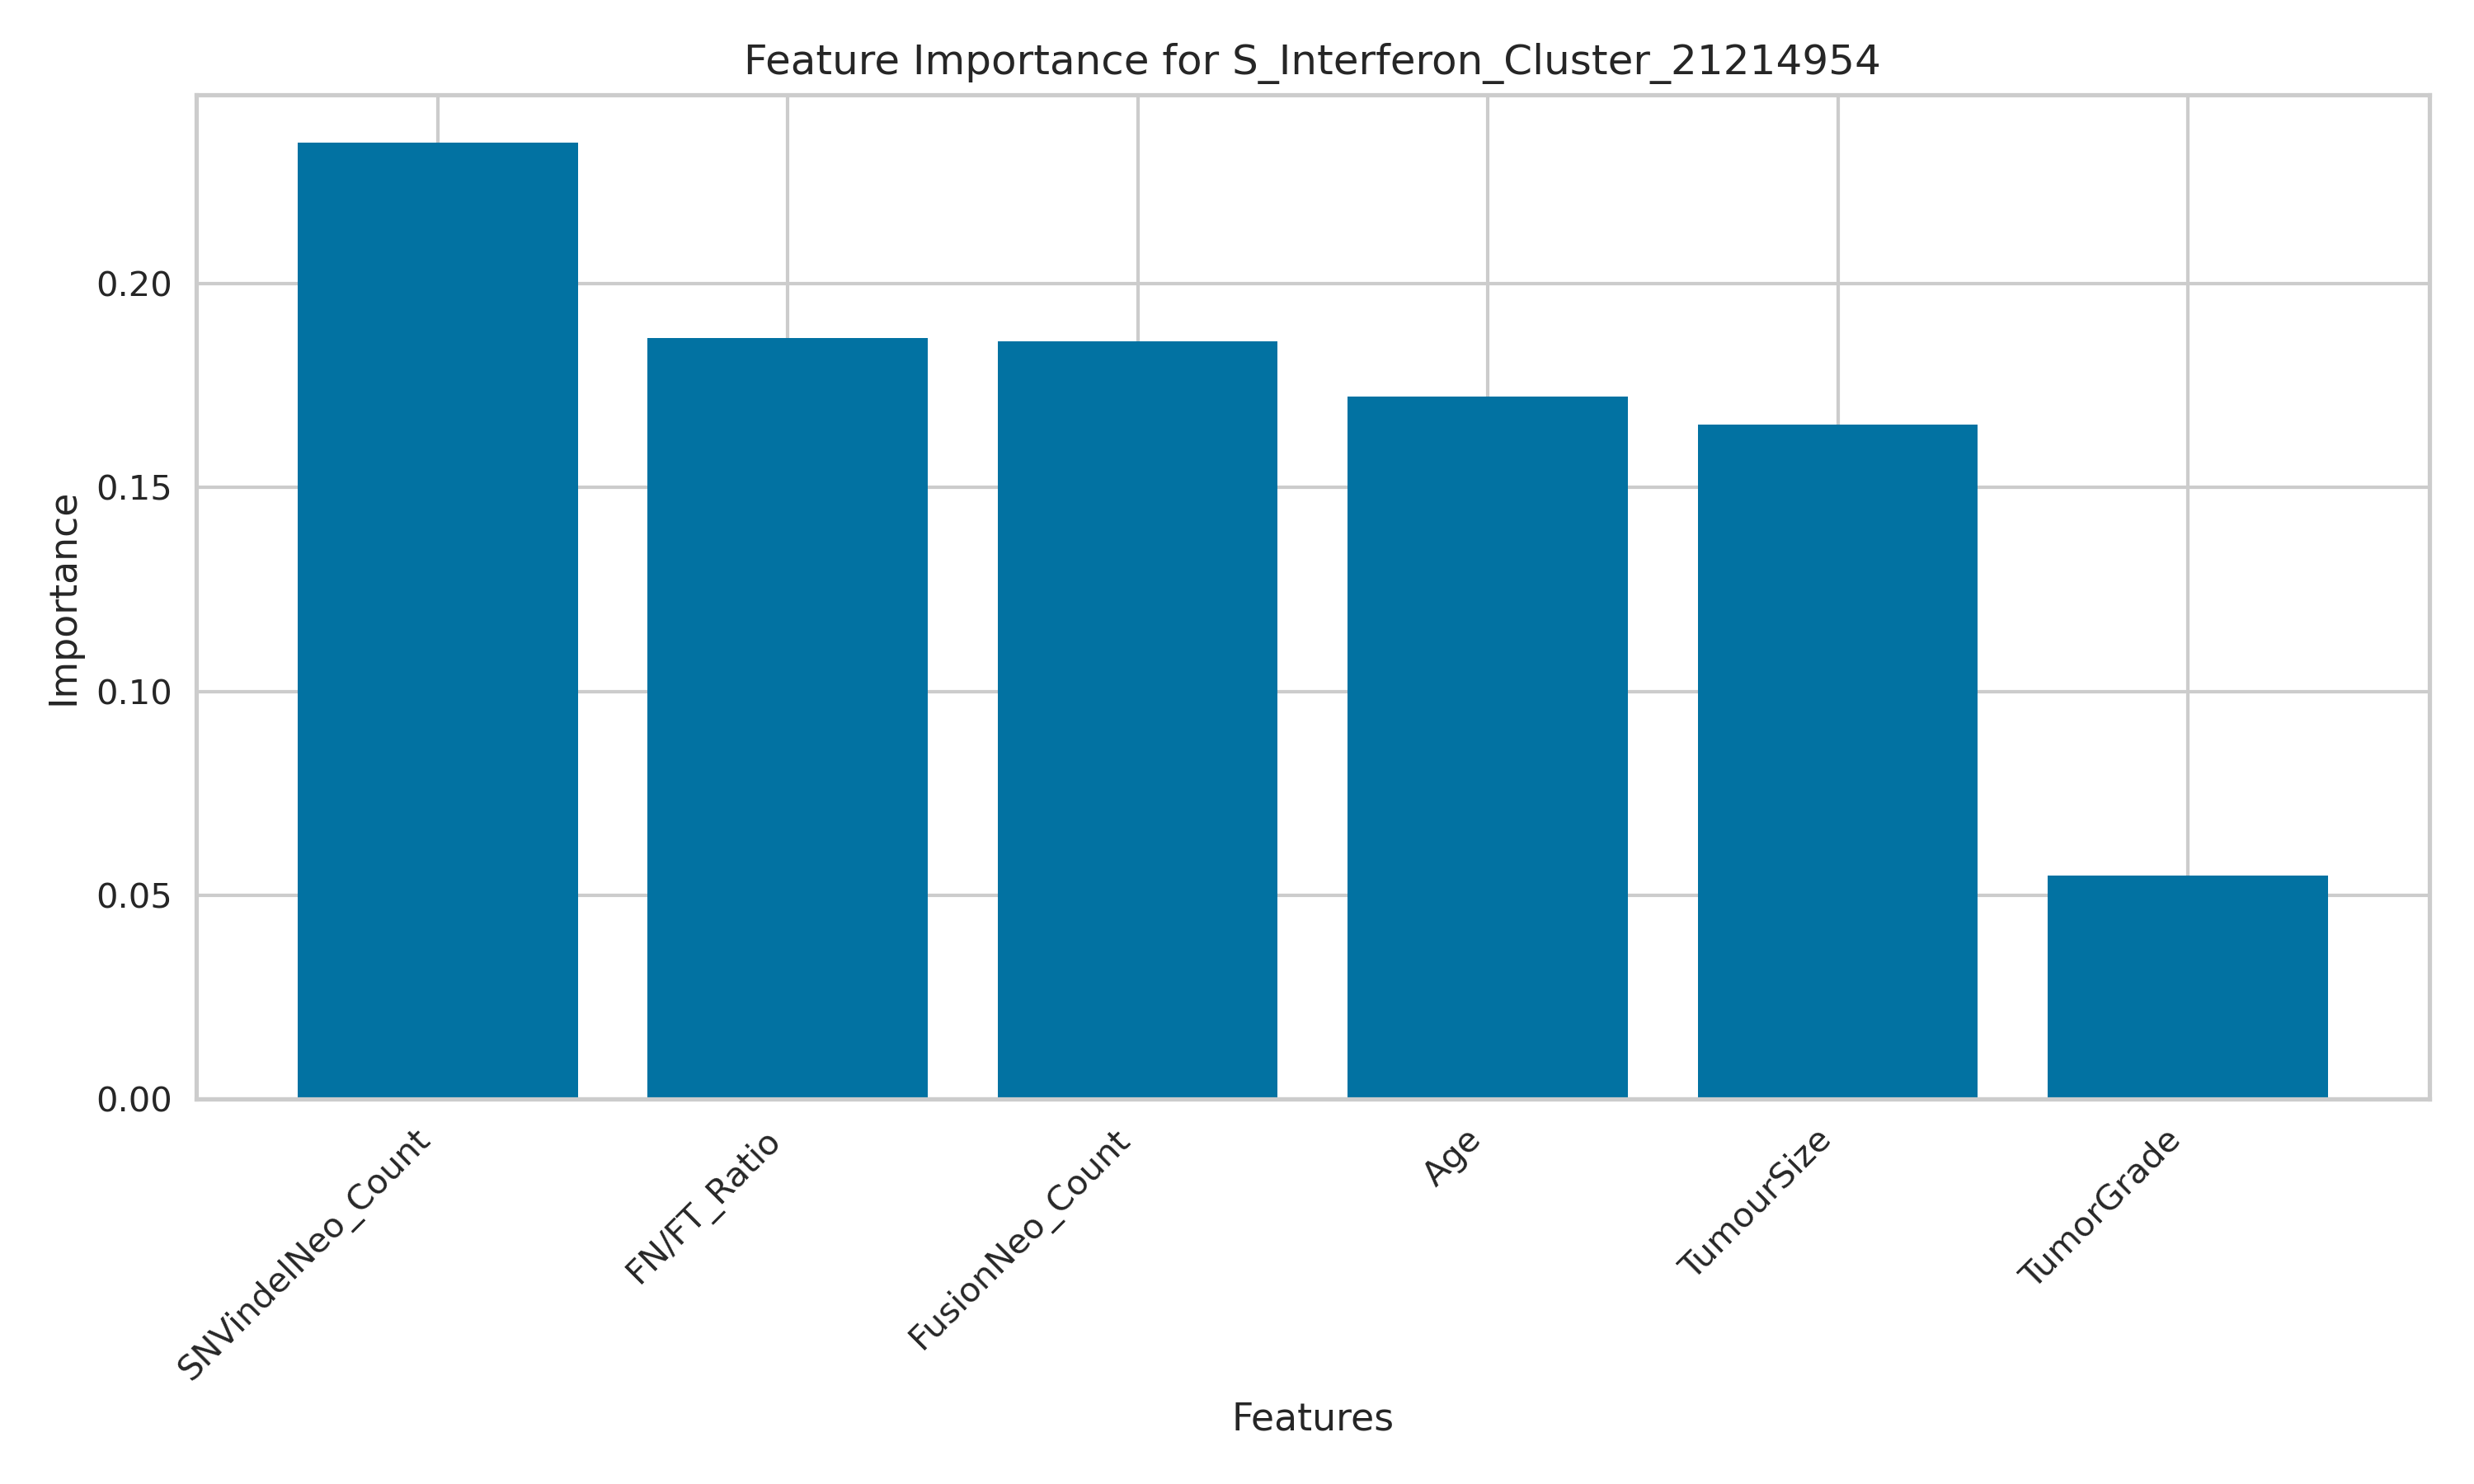 Feature Importance for S_Interferon_Cluster_21214954
Importance
0.20
0.15
0.10
0.05
0.00
SNVindelNeo_Count
FN/FT_Ratio
FusionNeo_Count
Age
TumourSize
TumorGrade
Features